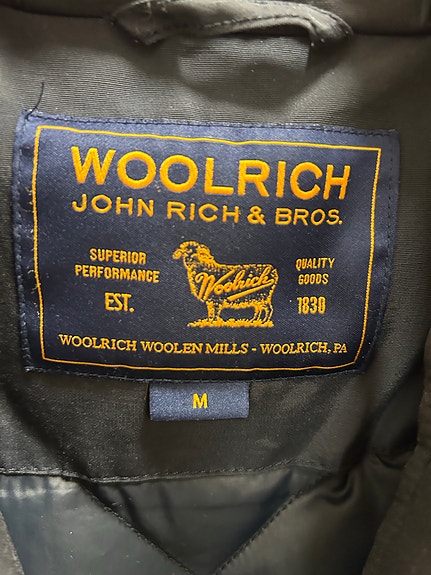 WOOLRICH
JOHN RICH & BROS.
SUPERIOR
PERFORMANCE
EST.
Woolrich
QUALITY
GOODS
1830
WOOLRICH WOOLEN MILLS - WOOLRICH, PA
M